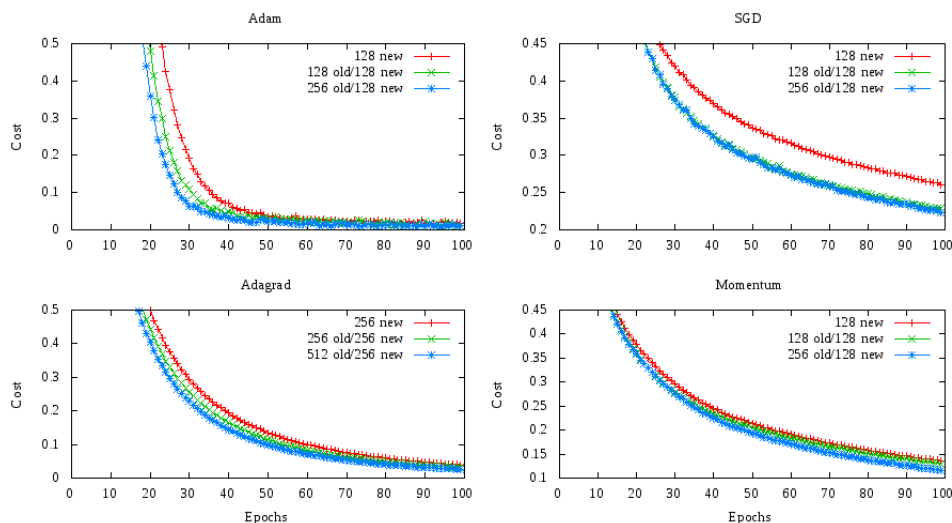 Adam
0.5
0.4
0.3
0.2
0.1
0
Cost
128 new
128 old/128 new
256 old/128 new
0 10 20 30 40 50 60 70 80 90 100
SGD
0.45
0.4
0.35
0.3
0.25
0.2
Cost
128 new
128 old/128 new
256 old/128 new
0 10 20 30 40 50 60 70 80 90 100
Adagrad
0.5
0.4
0.3
0.2
0.1
0
Cost
256 new
256 old/256 new
512 old/256 new
0 10 20 30 40 50 60 70 80 90 100
Epochs
Momentum
0.45
0.4
0.35
0.3
0.25
0.2
0.15
0.1
Cost
128 new
128 old/128 new
256 old/128 new
0 10 20 30 40 50 60 70 80 90 100
Epochs